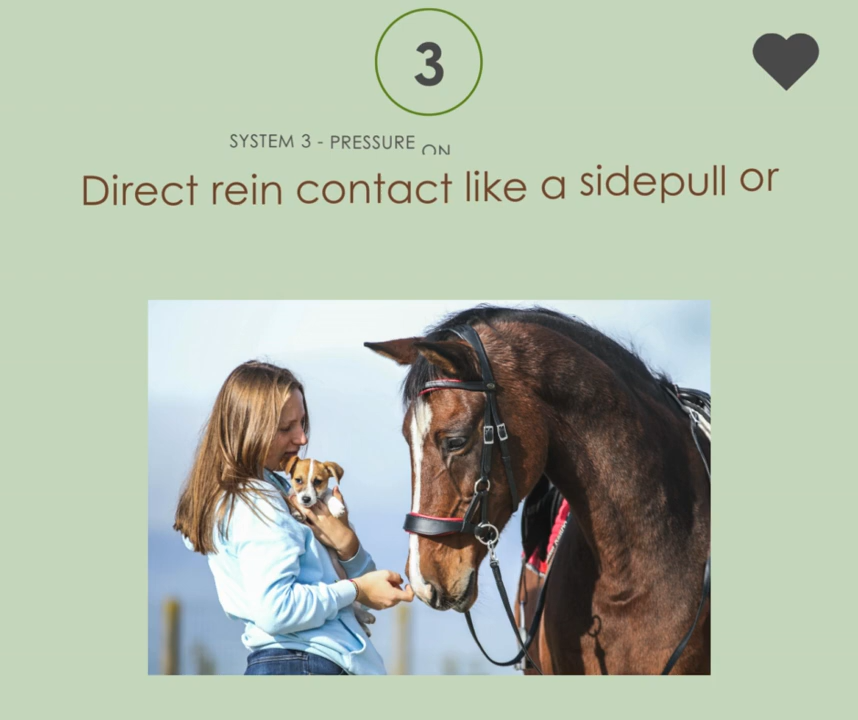 3
SYSTEM 3 - PRESSURE ON
Direct rein contact like a sidepull or